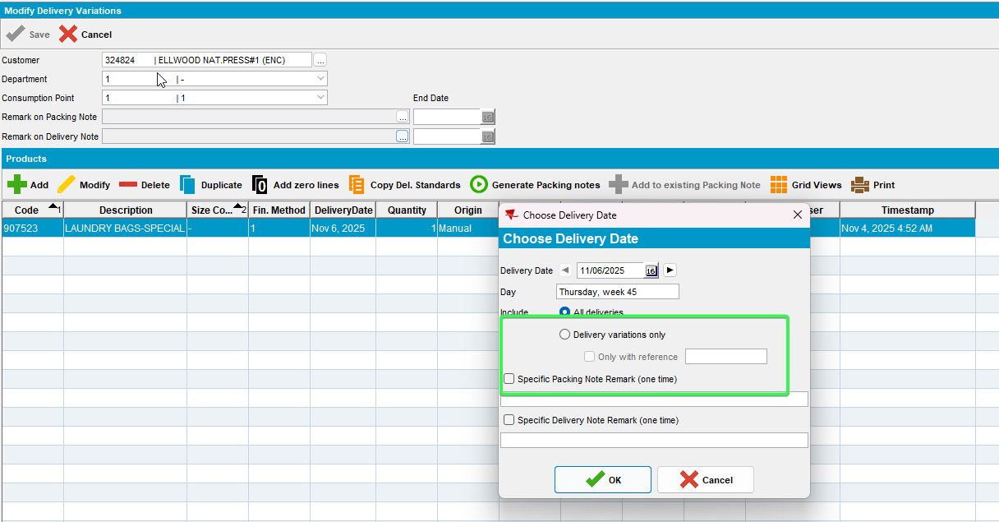 Modify Delivery Variations
Save Cancel
Customer 324824 | ELLWOOD NAT.PRESS#1 (ENC) ...
Department 1 | -
Consumption Point 1 | 1 End Date
Remark on Packing Note ... 16
Remark on Delivery Note ... 16
Products
Add Modify Delete Duplicate 0 Add zero lines Copy Del. Standards Generate Packing notes Add to existing Packing Note Grid Views Print
Code 1 Description Size Co... 2 Fin. Method DeliveryDate Quantity Origin ser Timestamp
907523 LAUNDRY BAGS-SPECIAL - 1 Nov 6, 2025 1 Manual Nov 4, 2025 4:52 AM
Choose Delivery Date
Choose Delivery Date
Delivery Date 11/06/2025 16
Day Thursday, week 45
Include All deliveries
Delivery variations only
Only with reference
Specific Packing Note Remark (one time)
Specific Delivery Note Remark (one time)
OK Cancel